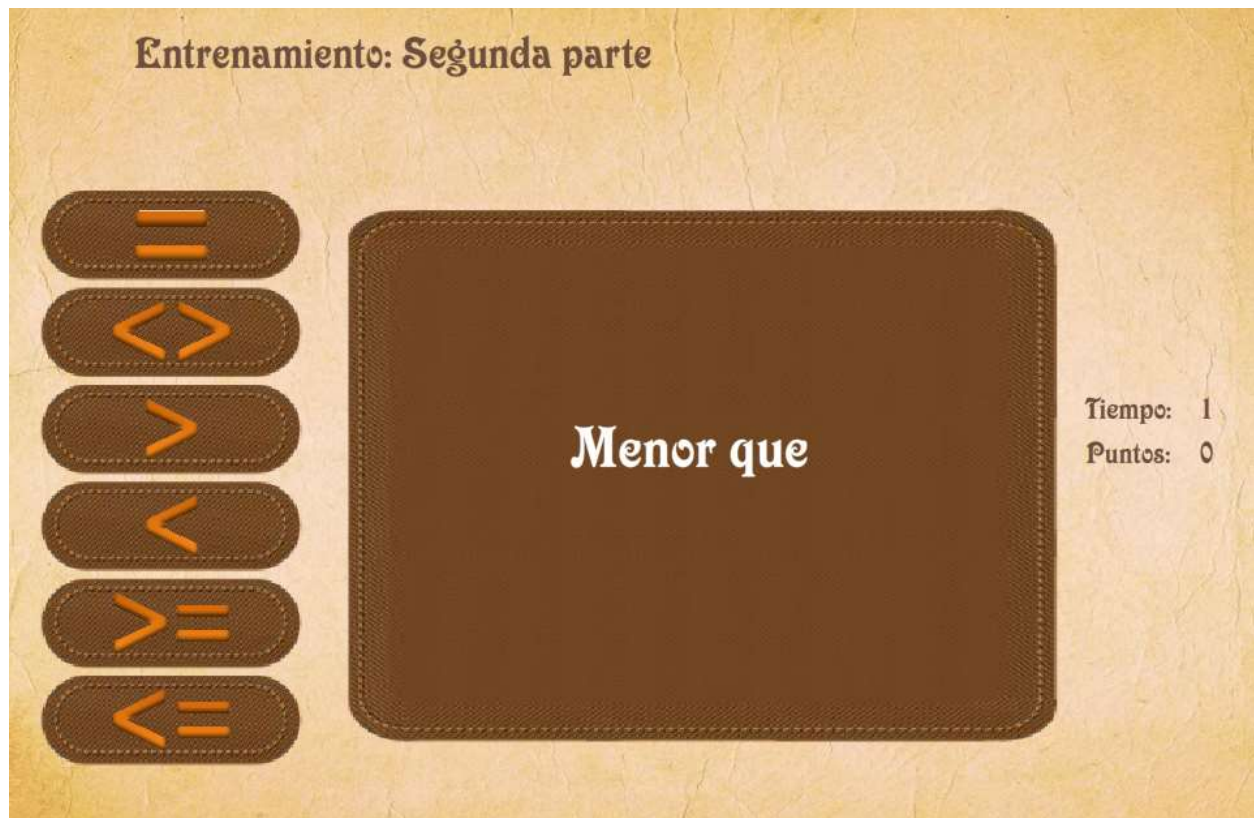 Entrenamiento: Segunda parte
=
<>
>
<
>=
<=
Menor que
Tiempo: 1
Puntos: 0